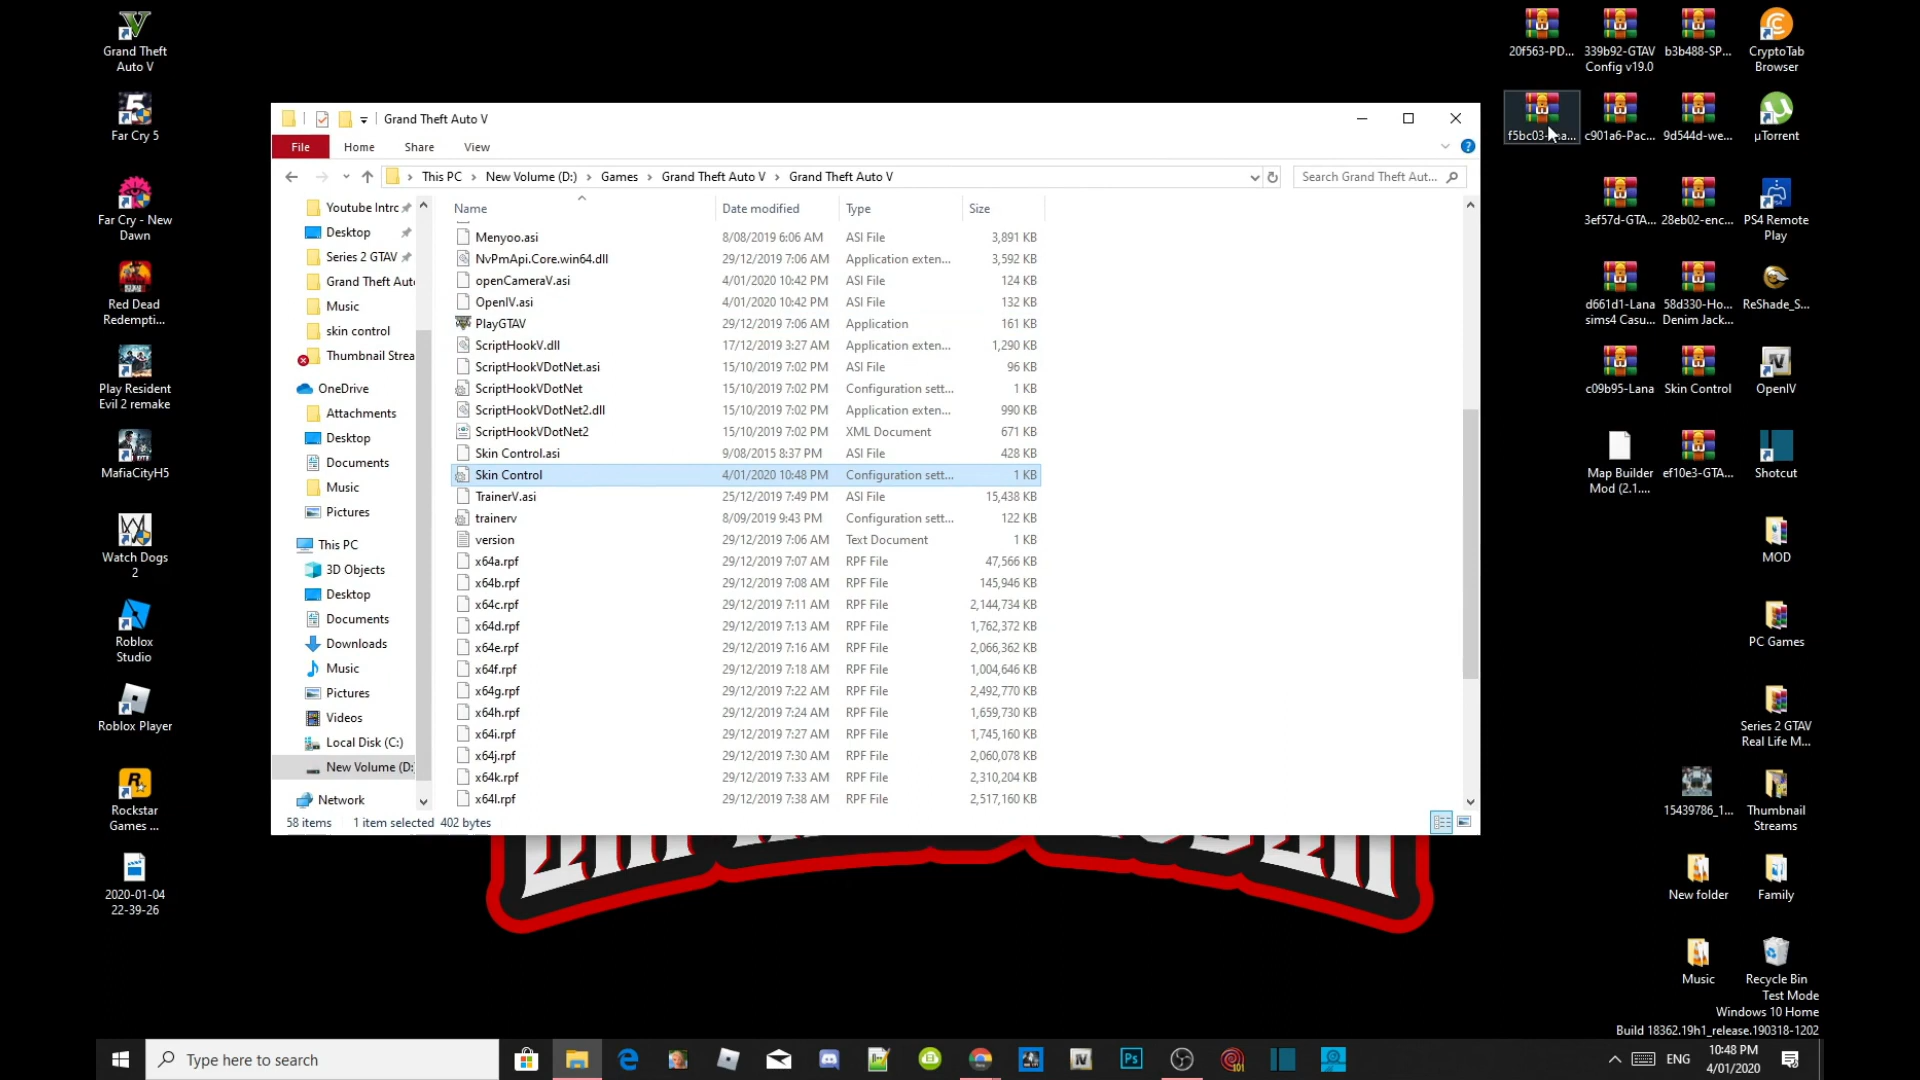 Grand Theft
Auto V
Far Cry 5
Far Cry - New
Dawn
Red Dead
Redempti...
Play Resident
Evil 2 remake
MafiaCityH5
Watch Dogs
2
Roblox
Studio
Roblox Player
Rockstar
Games ...
2020-01-04
22-39-26
Grand Theft Auto V
File Home Share View
This PC New Volume (D:) Games Grand Theft Auto V Grand Theft Auto V
Search Grand Theft Aut...
Youtube Intrc
Desktop
Series 2 GTAV
Grand Theft Auto
Music
skin control
Thumbnail Strea
OneDrive
Attachments
Desktop
Documents
Music
Pictures
This PC
3D Objects
Desktop
Documents
Downloads
Music
Pictures
Videos
Local Disk (C:)
New Volume (D:
Network
Name Date modified Type Size
Menyoo.asi 8/08/2019 6:06 AM ASI File 3,891 KB
NvPmApi.Core.win64.dll 29/12/2019 7:06 AM Application exten... 3,592 KB
openCameraV.asi 4/01/2020 10:42 PM ASI File 124 KB
OpenIV.asi 4/01/2020 10:42 PM ASI File 132 KB
PlayGTAV 29/12/2019 7:06 AM Application 161 KB
ScriptHookV.dll 17/12/2019 3:27 AM Application exten... 1,290 KB
ScriptHookVDotNet.asi 15/10/2019 7:02 PM ASI File 96 KB
ScriptHookVDotNet 15/10/2019 7:02 PM Configuration sett... 1 KB
ScriptHookVDotNet2.dll 15/10/2019 7:02 PM Application exten... 990 KB
ScriptHookVDotNet2 15/10/2019 7:02 PM XML Document 671 KB
Skin Control.asi 9/08/2015 8:37 PM ASI File 428 KB
Skin Control 4/01/2020 10:48 PM Configuration sett... 1 KB
TrainerV.asi 25/12/2019 7:49 PM ASI File 15,438 KB
trainerv 8/09/2019 9:43 PM Configuration sett... 122 KB
version 29/12/2019 7:06 AM Text Document 1 KB
x64a.rpf 29/12/2019 7:07 AM RPF File 47,566 KB
x64b.rpf 29/12/2019 7:08 AM RPF File 145,946 KB
x64c.rpf 29/12/2019 7:11 AM RPF File 2,144,734 KB
x64d.rpf 29/12/2019 7:13 AM RPF File 1,762,372 KB
x64e.rpf 29/12/2019 7:16 AM RPF File 2,066,362 KB
x64f.rpf 29/12/2019 7:18 AM RPF File 1,004,646 KB
x64g.rpf 29/12/2019 7:22 AM RPF File 2,492,770 KB
x64h.rpf 29/12/2019 7:24 AM RPF File 1,659,730 KB
x64i.rpf 29/12/2019 7:27 AM RPF File 1,745,160 KB
x64j.rpf 29/12/2019 7:30 AM RPF File 2,060,078 KB
x64k.rpf 29/12/2019 7:33 AM RPF File 2,310,204 KB
x64l.rpf 29/12/2019 7:38 AM RPF File 2,517,160 KB
58 items 1 item selected 402 bytes
20f563-PD... 339b92-GTAV b3b488-SP... CryptoTab
Config v19.0 Browser
c901a6-Pac... 9d544d-we... µTorrent
3ef57d-GTA... 28eb02-enc... PS4 Remote
Play
d661d1-Lana 58d330-Ho... ReShade_S...
sims4 Casu... Denim Jack...
c09b95-Lana Skin Control OpenIV
Map Builder ef10e3-GTA... Shotcut
Mod (2.1....
MOD
PC Games
Series 2 GTAV
Real Life M...
15439786_1... Thumbnail
Streams
New folder Family
Music Recycle Bin
Test Mode
Windows 10 Home
Build 18362.19h1_release.190318-1202
Type here to search
Ps
ENG
10:48 PM
4/01/2020